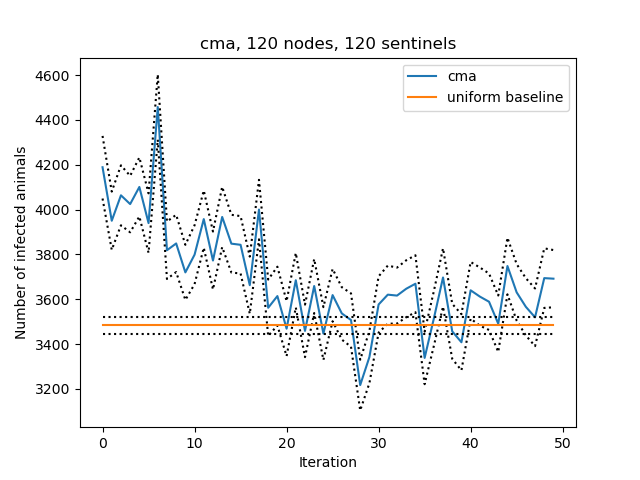 cma, 120 nodes, 120 sentinels
cma
uniform baseline
4600
4400
4200
4000
3800
3600
3400
3200
Number of infected animals
0 10 20 30 40 50
Iteration